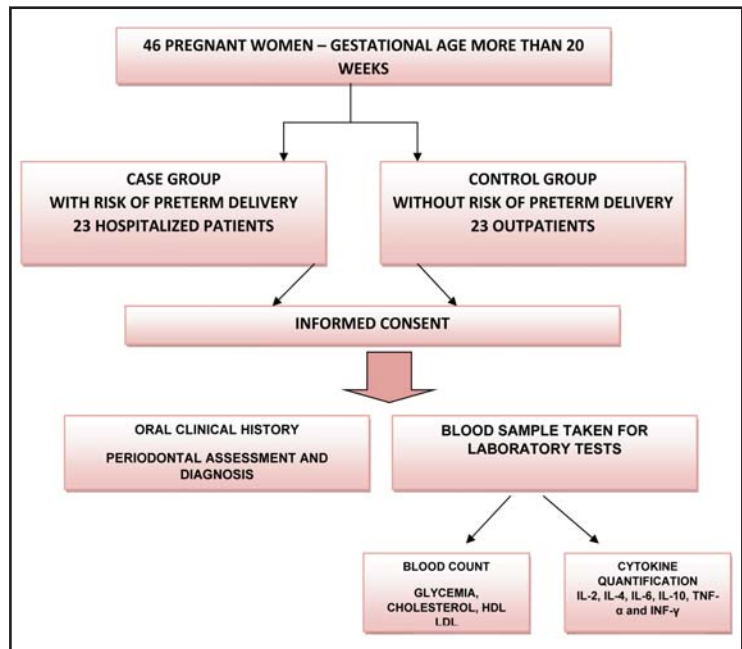 46 PREGNANT WOMEN – GESTATIONAL AGE MORE THAN 20
WEEKS
CASE GROUP
WITH RISK OF PRETERM DELIVERY
23 HOSPITALIZED PATIENTS
CONTROL GROUP
WITHOUT RISK OF PRETERM DELIVERY
23 OUTPATIENTS
INFORMED CONSENT
ORAL CLINICAL HISTORY
PERIODONTAL ASSESSMENT AND
DIAGNOSIS
BLOOD SAMPLE TAKEN FOR
LABORATORY TESTS
BLOOD COUNT
GLYCEMIA,
CHOLESTEROL, HDL
LDL
CYTOKINE
QUANTIFICATION
IL-2, IL-4, IL-6, IL-10, TNF-
α and INF-γ